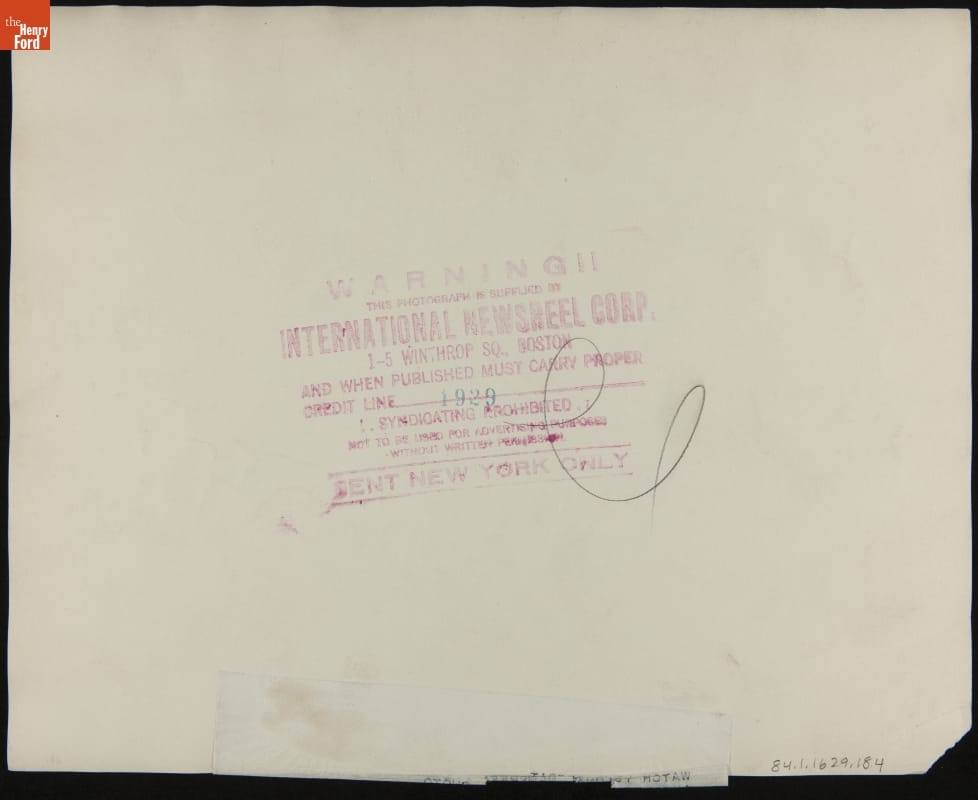 the
Henry
Ford
WARNING!!
THIS PHOTOGRAPH IS SUPPLIED BY
INTERNATIONAL NEWSREEL CORP.
1-5 WINTHROP SQ., BOSTON
AND WHEN PUBLISHED MUST CARRY PROPER
CREDIT LINE 1929
SYNDICATING PROHIBITED
NOT TO BE USED FOR ADVERTISING PURPOSES
WITHOUT WRITTEN PERMISSION
SENT NEW YORK ONLY
84.1.1629.184